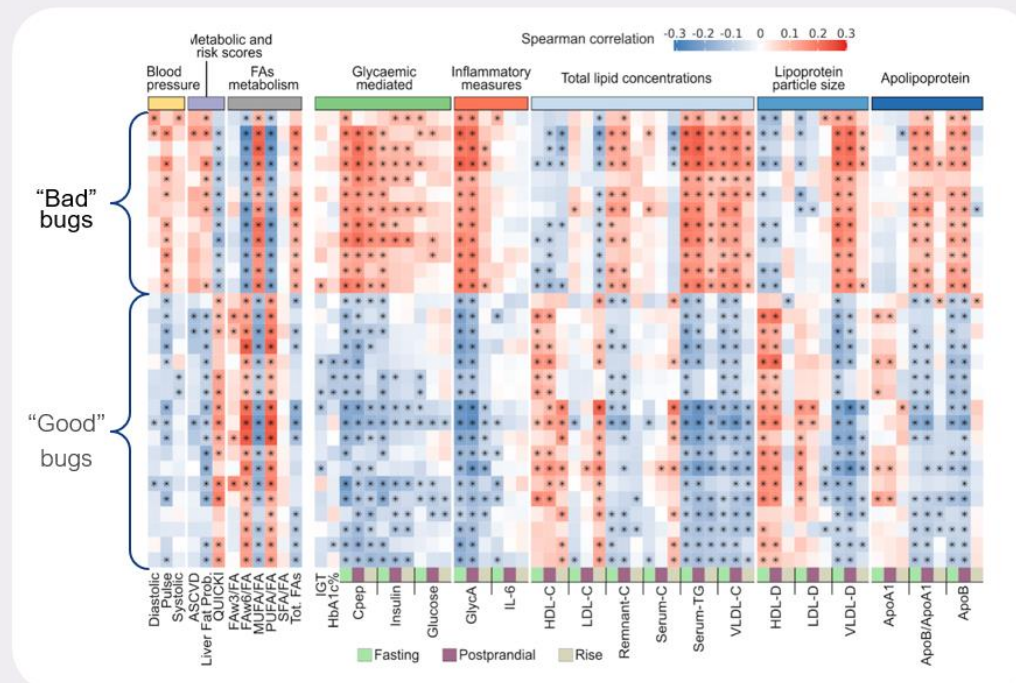 Metabolic and
risk scores
Spearman correlation
-0.3 -0.2 -0.1 0 0.1 0.2 0.3
Blood
pressure
FAs
metabolism
Glycaemic
mediated
Inflammatory
measures
Total lipid concentrations
Lipoprotein
particle size
Apolipoprotein
“Bad”
bugs
“Good”
bugs
Diastolic
Pulse
Systolic
ASCVD
Liver Fat Prob.
QUICKI
FAw3/FA
FAw6/FA
MUFA/FA
PUFA/FA
SFA/FA
Tot. FAs
IGT
HbA1c%
Cpep
Insulin
Glucose
GlycA
IL-6
HDL-C
LDL-C
Remnant-C
Serum-C
Serum-TG
VLDL-C
HDL-D
LDL-D
VLDL-D
ApoA1
ApoB/ApoA1
ApoB
Fasting
Postprandial
Rise